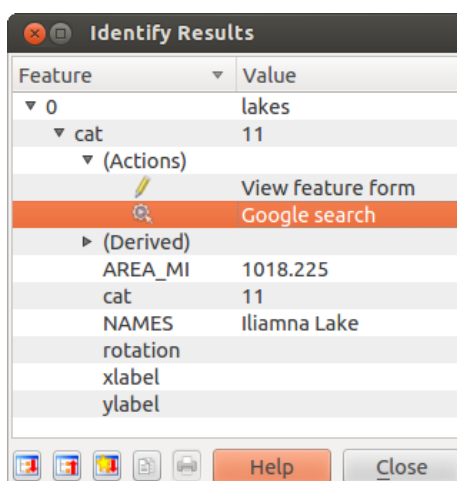 Identify Results
Feature Value
0 lakes
cat 11
(Actions)
View feature form
Google search
(Derived)
AREA_MI 1018.225
cat 11
NAMES Iliamna Lake
rotation
xlabel
ylabel
Help Close